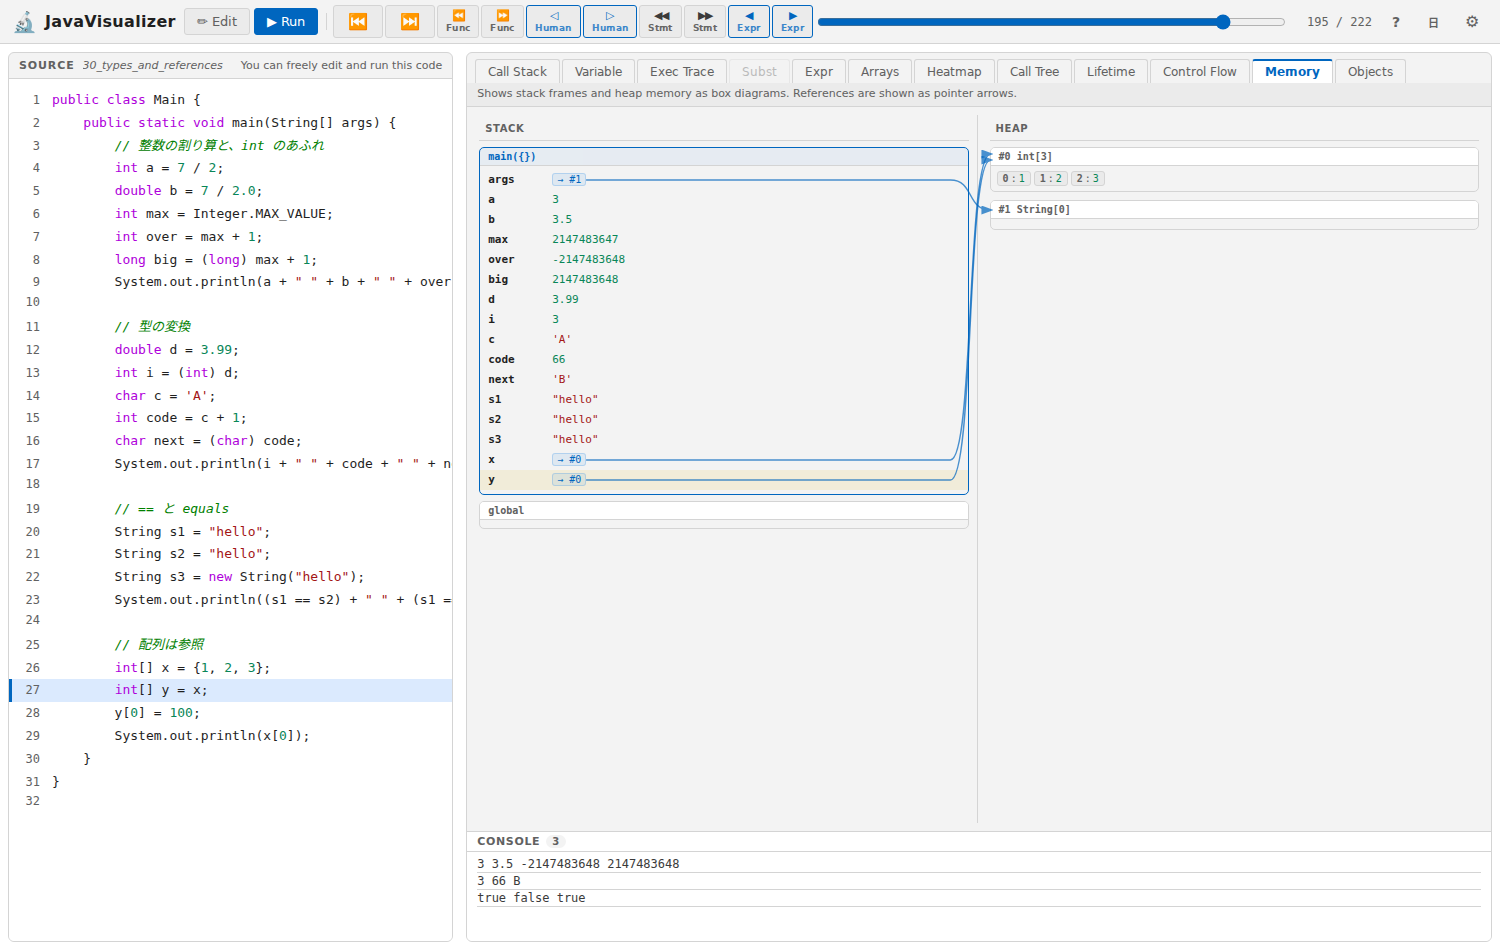 JavaVisualizer
✏ Edit
▶ Run
Func
Func
Human
Human
Stmt
Stmt
Expr
Expr
195 / 222
?
日
SOURCE 30_types_and_references You can freely edit and run this code
1 public class Main {
2 public static void main(String[] args) {
3 // 整数の割り算と、int のあふれ
4 int a = 7 / 2;
5 double b = 7 / 2.0;
6 int max = Integer.MAX_VALUE;
7 int over = max + 1;
8 long big = (long) max + 1;
9 System.out.println(a + " " + b + " " + over
10
11 // 型の変換
12 double d = 3.99;
13 int i = (int) d;
14 char c = 'A';
15 int code = c + 1;
16 char next = (char) code;
17 System.out.println(i + " " + code + " " + n
18
19 // == と equals
20 String s1 = "hello";
21 String s2 = "hello";
22 String s3 = new String("hello");
23 System.out.println((s1 == s2) + " " + (s1 =
24
25 // 配列は参照
26 int[] x = {1, 2, 3};
27 int[] y = x;
28 y[0] = 100;
29 System.out.println(x[0]);
30 }
31 }
32
Call Stack
Variable
Exec Trace
Subst
Expr
Arrays
Heatmap
Call Tree
Lifetime
Control Flow
Memory
Objects
Shows stack frames and heap memory as box diagrams. References are shown as pointer arrows.
STACK
main({})
args → #1
a 3
b 3.5
max 2147483647
over -2147483648
big 2147483648
d 3.99
i 3
c 'A'
code 66
next 'B'
s1 "hello"
s2 "hello"
s3 "hello"
x → #0
y → #0
global
HEAP
#0 int[3]
0:1 1:2 2:3
#1 String[0]
CONSOLE 3
3 3.5 -2147483648 2147483648
3 66 B
true false true